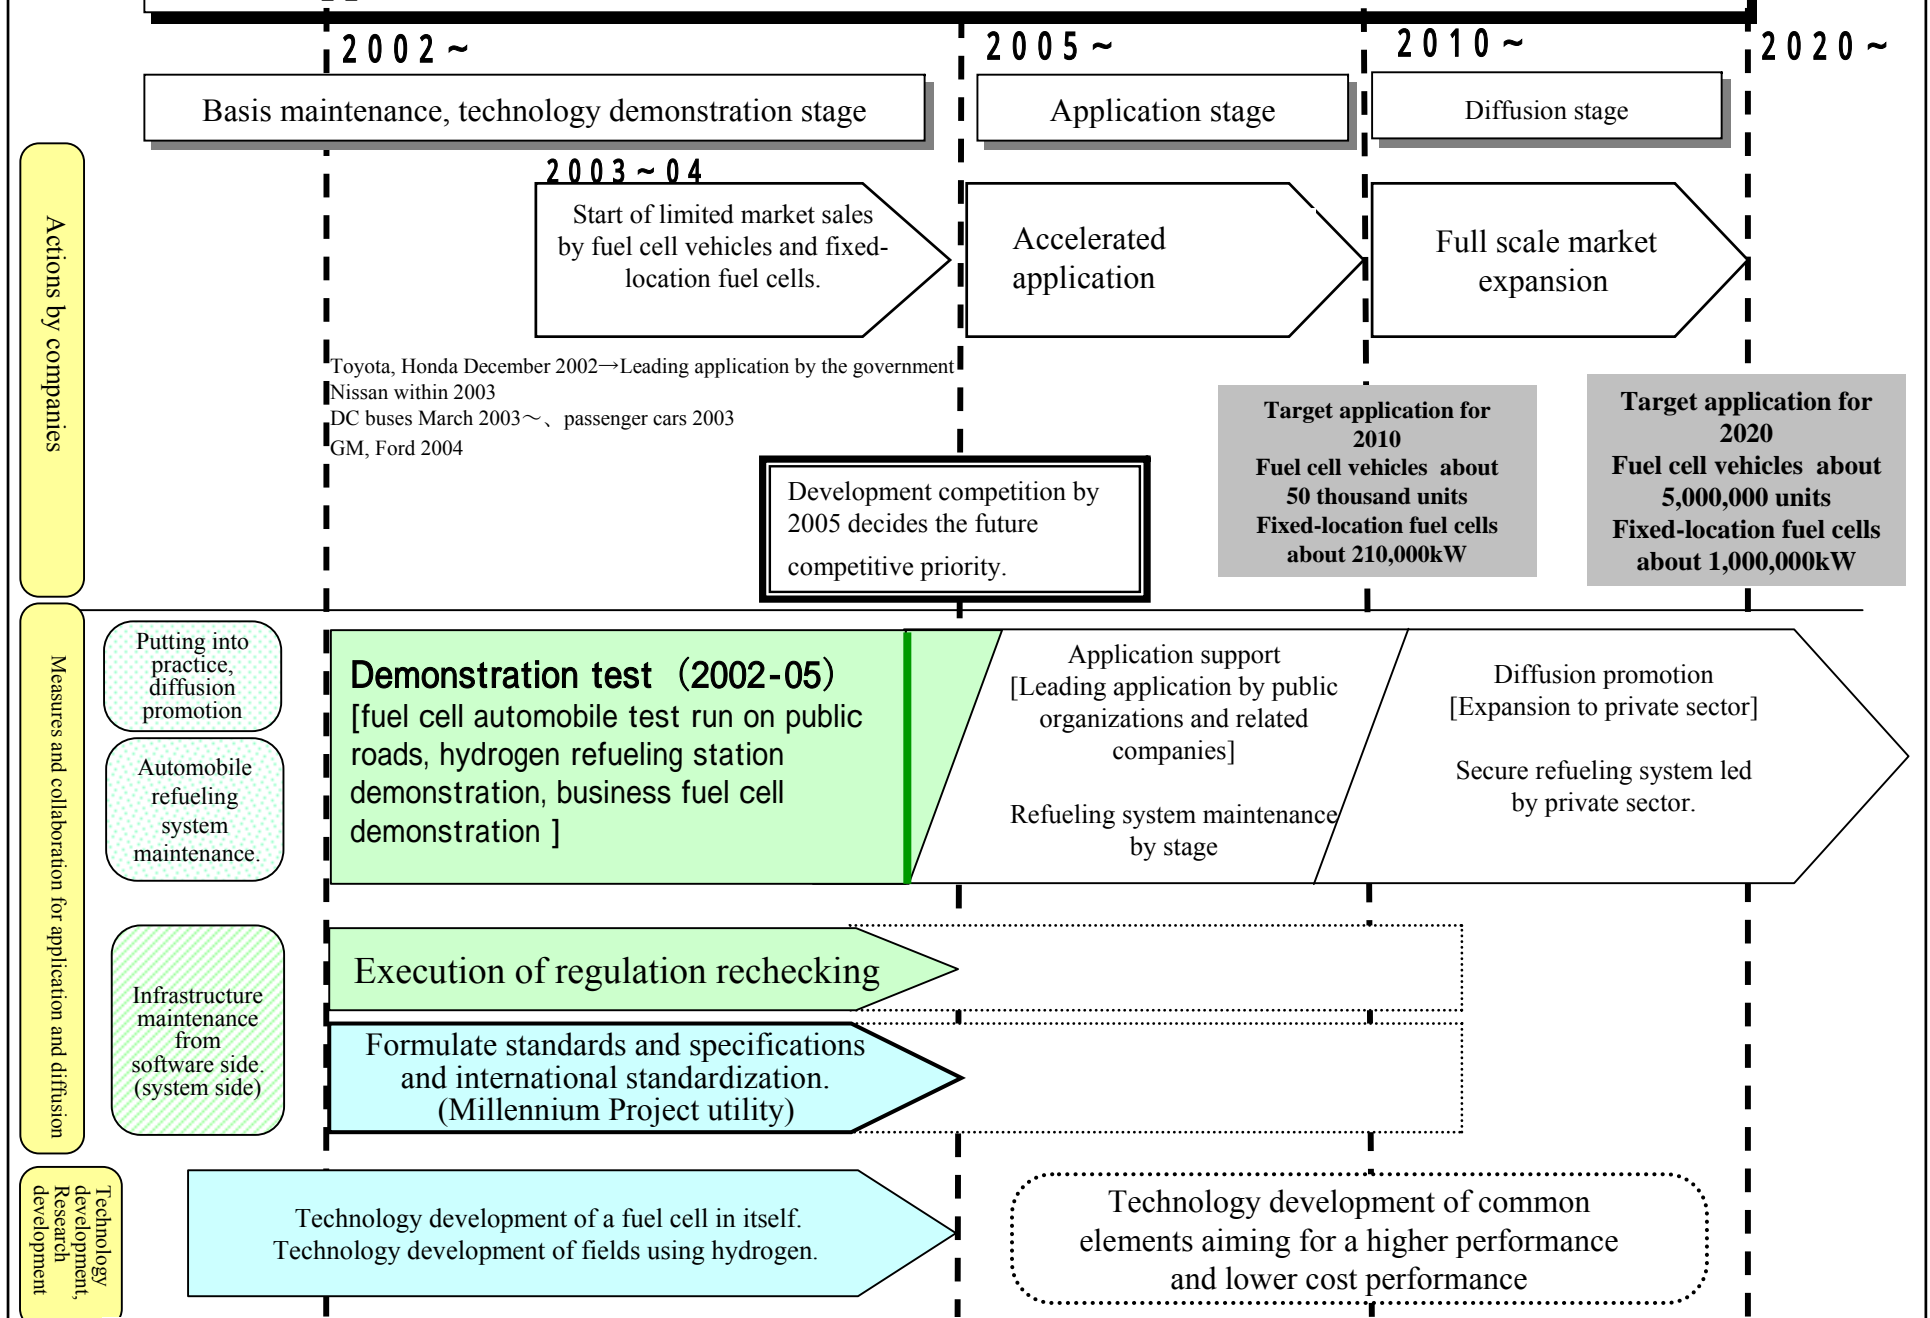 2002~
2005~
2010~
2020~
Basis maintenance, technology demonstration stage
Application stage
Diffusion stage
Actions by companies
2003~04
Start of limited market sales
by fuel cell vehicles and fixed-
location fuel cells.
Accelerated
application
Full scale market
expansion
Toyota, Honda December 2002→Leading application by the government
Nissan within 2003
DC buses March 2003～、passenger cars 2003
GM, Ford 2004
Development competition by
2005 decides the future
competitive priority.
Target application for
2010
Fuel cell vehicles about
50 thousand units
Fixed-location fuel cells
about 210,000kW
Target application for
2020
Fuel cell vehicles about
5,000,000 units
Fixed-location fuel cells
about 1,000,000kW
Measures and collaboration for application and diffusion
Putting into
practice,
diffusion
promotion
Automobile
refueling
system
maintenance.
Demonstration test（2002-05）
[fuel cell automobile test run on public
roads, hydrogen refueling station
demonstration, business fuel cell
demonstration ]
Application support
[Leading application by public
organizations and related
companies]
Refueling system maintenance
by stage
Diffusion promotion
[Expansion to private sector]
Secure refueling system led
by private sector.
Infrastructure
maintenance
from
software side.
(system side)
Execution of regulation rechecking
Formulate standards and specifications
and international standardization.
(Millennium Project utility)
Technology
development,
Research
development
Technology development of a fuel cell in itself.
Technology development of fields using hydrogen.
Technology development of common
elements aiming for a higher performance
and lower cost performance